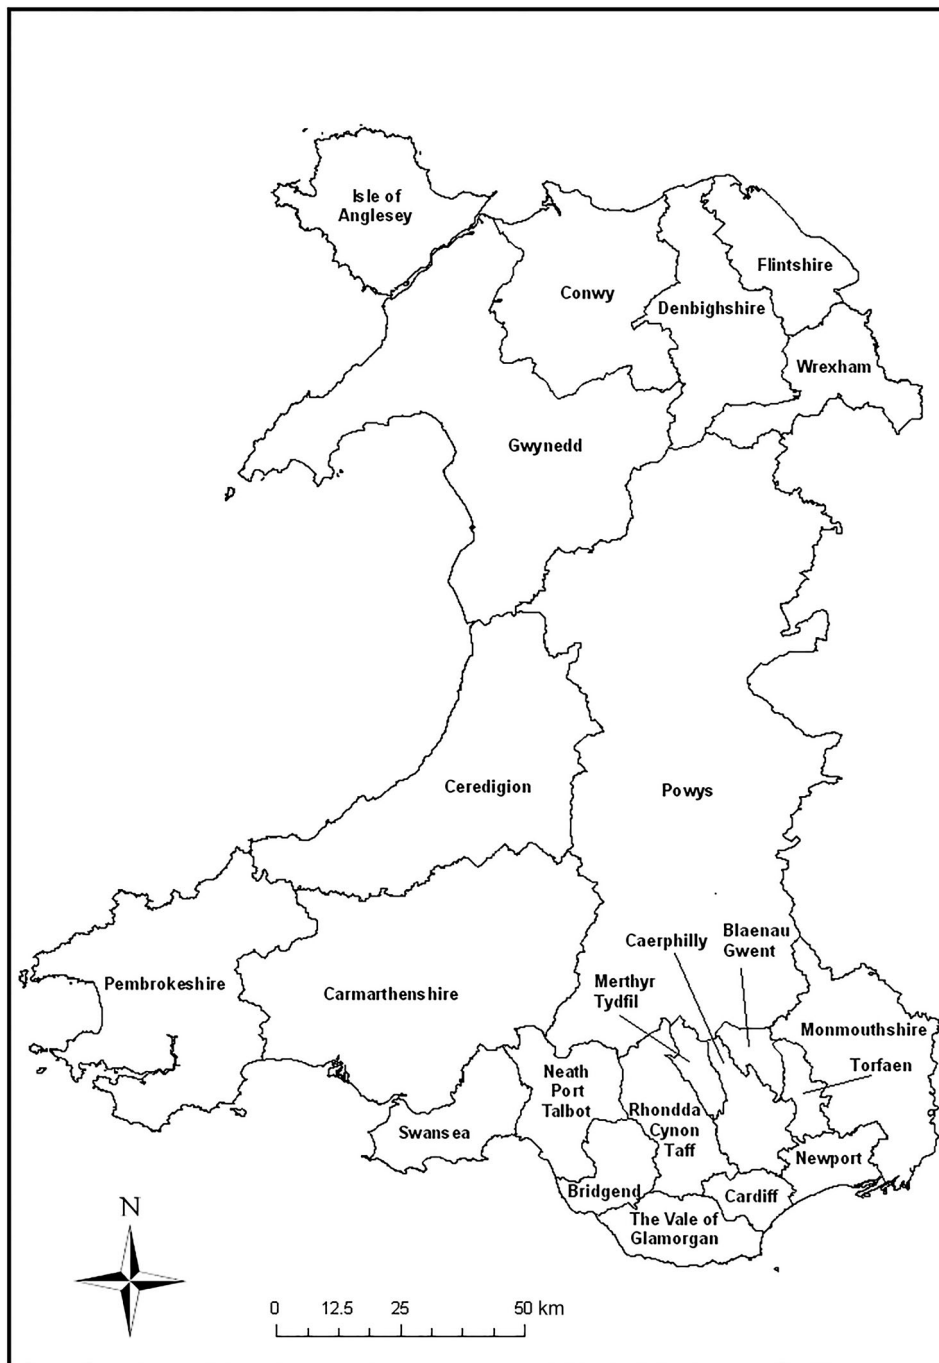 Isle of
Anglesey
Flintshire
Conwy
Denbighshire
Wrexham
Gwynedd
Ceredigion
Powys
Blaenau
Gwent
Caerphilly
Merthyr
Tydfil
Pembrokeshire
Carmarthenshire
Monmouthshire
Torfaen
Neath
Port
Talbot
Rhondda
Cynon
Taff
Swansea
Newport
Bridgend
Cardiff
The Vale of
Glamorgan
N
0 12.5 25 50 km